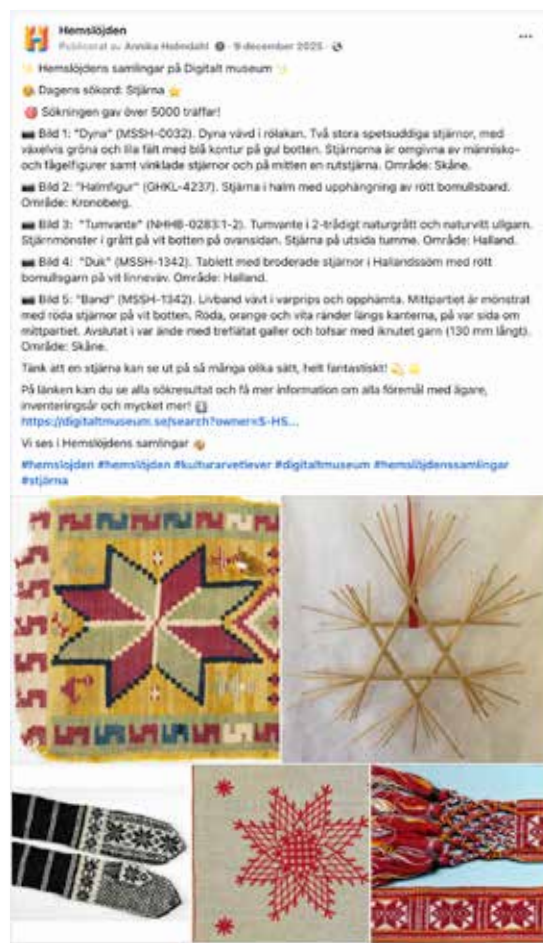 Hemslöjden
Publicerat av Annika Holmdahl · 9 december 2025 ·
Hemslöjdens samlingar på Digitalt museum
Dagens sökord: Stjärna
Sökningen gav över 5000 träffar!
Bild 1: "Dyna" (MSSH-0032). Dyna vävd i rölakan. Två stora spetsuddiga stjärnor, med
växelvis gröna och lila fält med blå kontur på gul botten. Stjärnorna är omgivna av människo-
och fågelfigurer samt vinklade stjärnor och på mitten en rutstjärna. Område: Skåne.
Bild 2: "Halmfigur" (GHKL-4237). Stjärna i halm med upphängning av rött bomullsband.
Område: Kronoberg.
Bild 3: "Tumvante" (NHHB-0283:1-2). Tumvante i 2-trådigt naturgrått och naturvitt ullgarn.
Stjärnmönster i grått på vit botten på ovansidan. Stjärna på utsida tumme. Område: Halland.
Bild 4: "Duk" (MSSH-1342). Tablett med broderade stjärnor i Hallandssöm med rött
bomullsgarn på vit linneväv. Område: Halland.
Bild 5: "Band" (MSSH-1342). Livband vävt i varprips och opphämta. Mittpartiet är mönstrat
med röda stjärnor på vit botten. Röda, orange och vita ränder längs kanterna, på var sida om
mittpartiet. Avslutat i var ände med treflätat galler och tofsar med iknutet garn (130 mm långt).
Område: Skåne.
Tänk att en stjärna kan se ut på så många olika sätt, helt fantastiskt!
På länken kan du se alla sökresultat och få mer information om alla föremål med ägare,
inventeringsår och mycket mer!
https://digitaltmuseum.se/search?owner=S-HS...
Vi ses i Hemslöjdens samlingar
#hemslojden #hemslöjden #kulturarvetlever #digitaltmuseum #hemslöjdenssamlingar
#stjärna